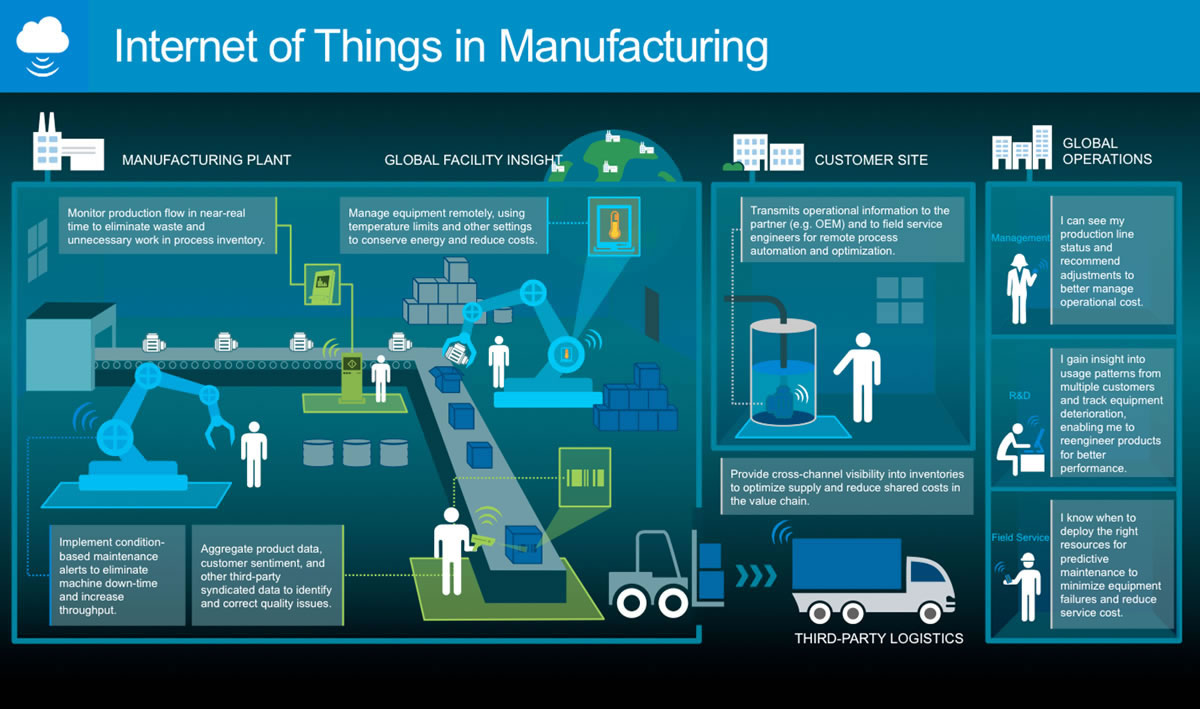 Internet of Things in Manufacturing
MANUFACTURING PLANT
GLOBAL FACILITY INSIGHT
CUSTOMER SITE
GLOBAL
OPERATIONS
Monitor production flow in near-real
time to eliminate waste and
unnecessary work in process inventory.
Manage equipment remotely, using
temperature limits and other settings
to conserve energy and reduce costs.
Transmits operational information to the
partner (e.g. OEM) and to field service
engineers for remote process
automation and optimization.
Management
I can see my
production line
status and
recommend
adjustments to
better manage
operational cost.
R&D
I gain insight into
usage patterns from
multiple customers
and track equipment
deterioration,
enabling me to
reengineer products
for better
performance.
Provide cross-channel visibility into inventories
to optimize supply and reduce shared costs in
the value chain.
Field Service
I know when to
deploy the right
resources for
predictive
maintenance to
minimize equipment
failures and reduce
service cost.
Implement condition-
based maintenance
alerts to eliminate
machine down-time
and increase
throughput.
Aggregate product data,
customer sentiment, and
other third-party
syndicated data to identify
and correct quality issues.
THIRD-PARTY LOGISTICS